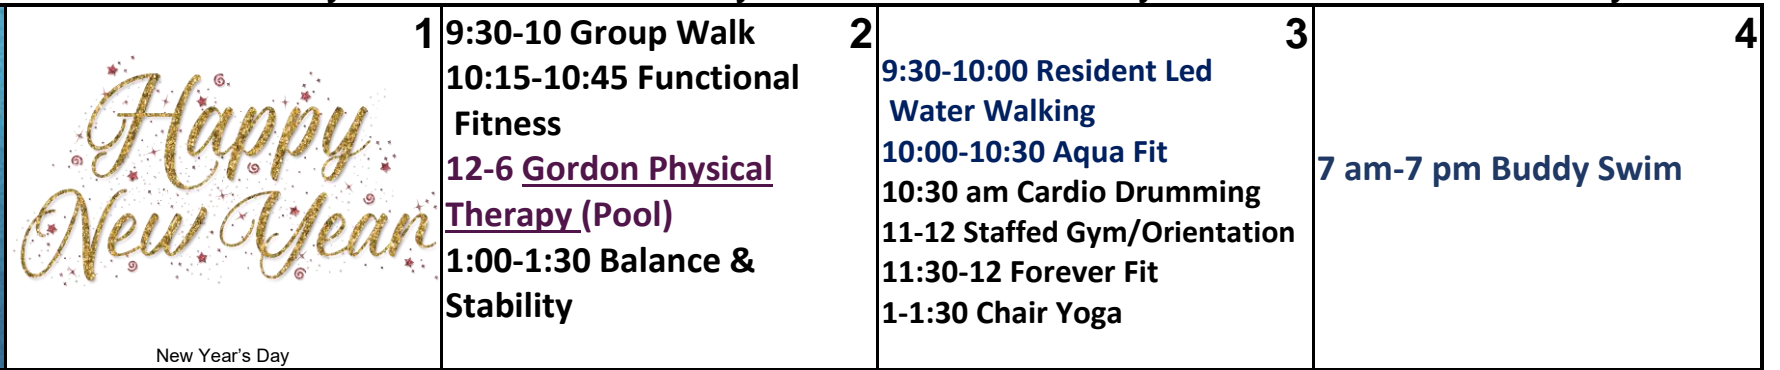 1
Happy
New Year
New Year's Day
2
9:30-10 Group Walk
10:15-10:45 Functional
Fitness
12-6 Gordon Physical
Therapy (Pool)
1:00-1:30 Balance &
Stability
3
9:30-10:00 Resident Led
Water Walking
10:00-10:30 Aqua Fit
10:30 am Cardio Drumming
11-12 Staffed Gym/Orientation
11:30-12 Forever Fit
1-1:30 Chair Yoga
4
7 am-7 pm Buddy Swim